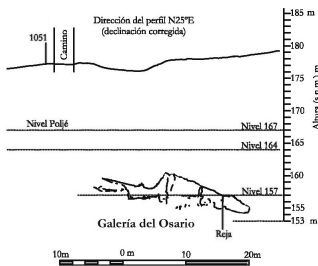 Dirección del perfil N25ºE
(declinación corregida)
1051
Camino
185 m
180
175
170
165
160
155
153 m
Altura (s n m) m
Nivel Poljé
Nivel 167
Nivel 164
Nivel 157
Galería del Osario
Reja
10m 0 m 10 20m